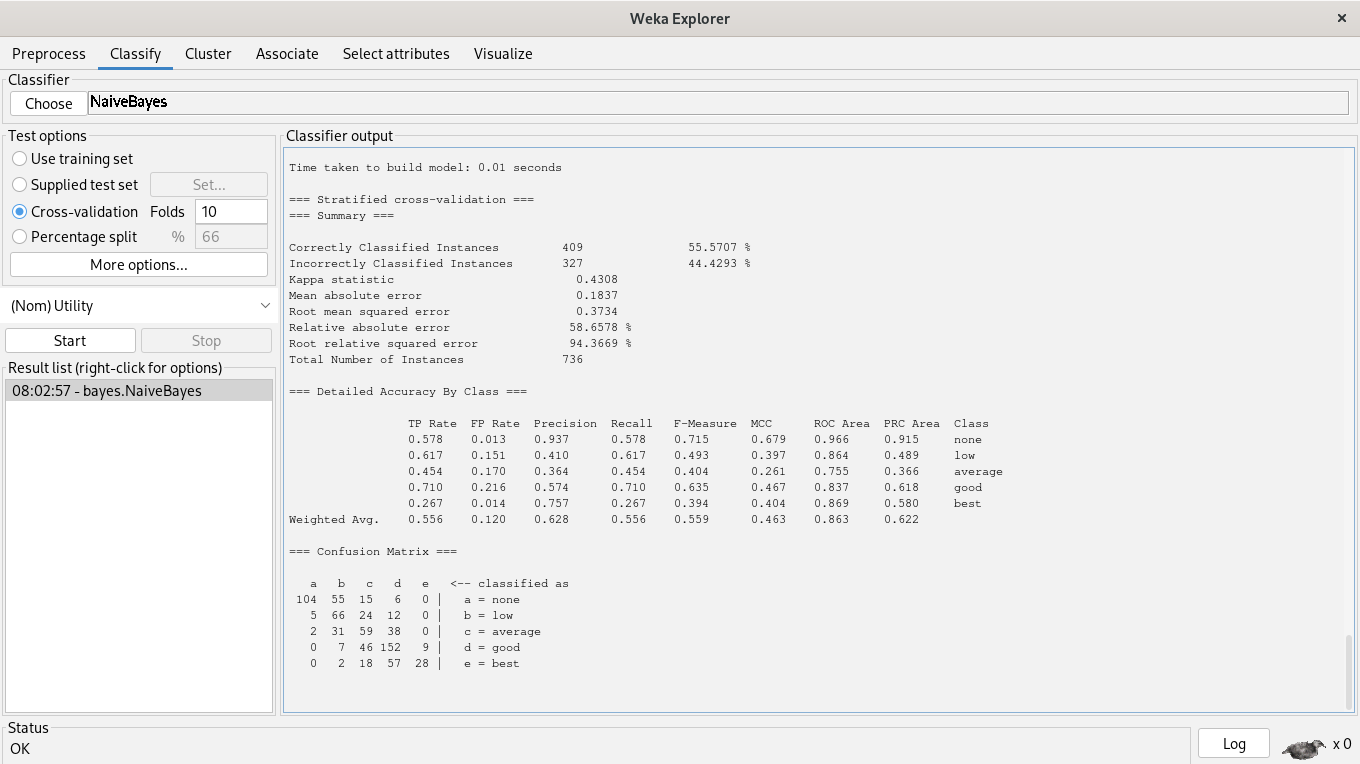 Weka Explorer ×
Preprocess Classify Cluster Associate Select attributes Visualize
Classifier
Choose NaiveBayes
Test options
Use training set
Supplied test set Set...
Cross-validation Folds 10
Percentage split % 66
More options...
(Nom) Utility
Start Stop
Result list (right-click for options)
08:02:57 - bayes.NaiveBayes
Classifier output
Time taken to build model: 0.01 seconds
=== Stratified cross-validation ===
=== Summary ===
Correctly Classified Instances 409 55.5707 %
Incorrectly Classified Instances 327 44.4293 %
Kappa statistic 0.4308
Mean absolute error 0.1837
Root mean squared error 0.3734
Relative absolute error 58.6578 %
Root relative squared error 94.3669 %
Total Number of Instances 736
=== Detailed Accuracy By Class ===
TP Rate FP Rate Precision Recall F-Measure MCC ROC Area PRC Area Class
0.578 0.013 0.937 0.578 0.715 0.679 0.966 0.915 none
0.617 0.151 0.410 0.617 0.493 0.397 0.864 0.489 low
0.454 0.170 0.364 0.454 0.404 0.261 0.755 0.366 average
0.710 0.216 0.574 0.710 0.635 0.467 0.837 0.618 good
0.267 0.014 0.757 0.267 0.394 0.404 0.869 0.580 best
Weighted Avg. 0.556 0.120 0.628 0.556 0.559 0.463 0.863 0.622
=== Confusion Matrix ===
a b c d e <-- classified as
104 55 15 6 0 | a = none
5 66 24 12 0 | b = low
2 31 59 38 0 | c = average
0 7 46 152 9 | d = good
0 2 18 57 28 | e = best
Status
OK
Log x 0